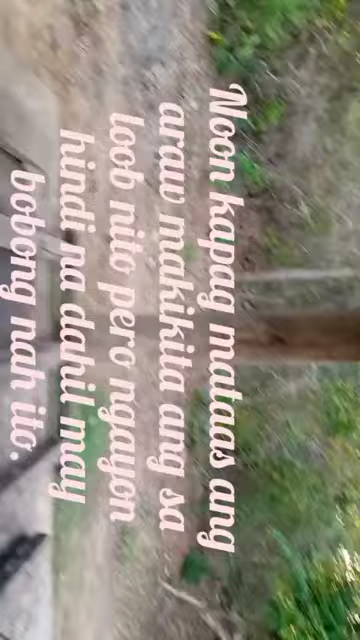 Noon kapag mataas ang
araw makikita ang sa
loob nito pero ngayon
hindi na dahil may
bobong nah ito.